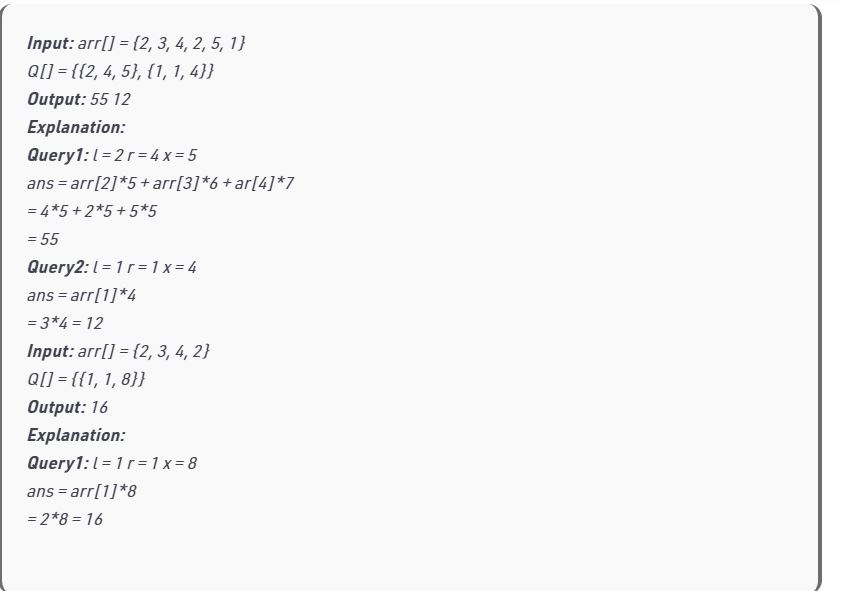 Input: arr[] = {2, 3, 4, 2, 5, 1}
Q[] = {{2, 4, 5}, {1, 1, 4}}
Output: 55 12
Explanation:
Query1: l = 2 r = 4 x = 5
ans = arr[2]*5 + arr[3]*6 + ar[4]*7
= 4*5 + 2*5 + 5*5
= 55
Query2: l = 1 r = 1 x = 4
ans = arr[1]*4
= 3*4 = 12
Input: arr[] = {2, 3, 4, 2}
Q[] = {{1, 1, 8}}
Output: 16
Explanation:
Query1: l = 1 r = 1 x = 8
ans = arr[1]*8
= 2*8 = 16